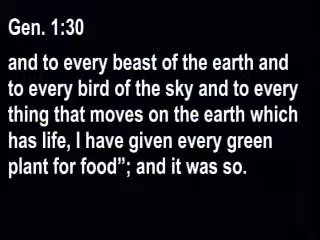 Gen. 1:30
and to every beast of the earth and
to every bird of the sky and to every
thing that moves on the earth which
has life, I have given every green
plant for food”; and it was so.